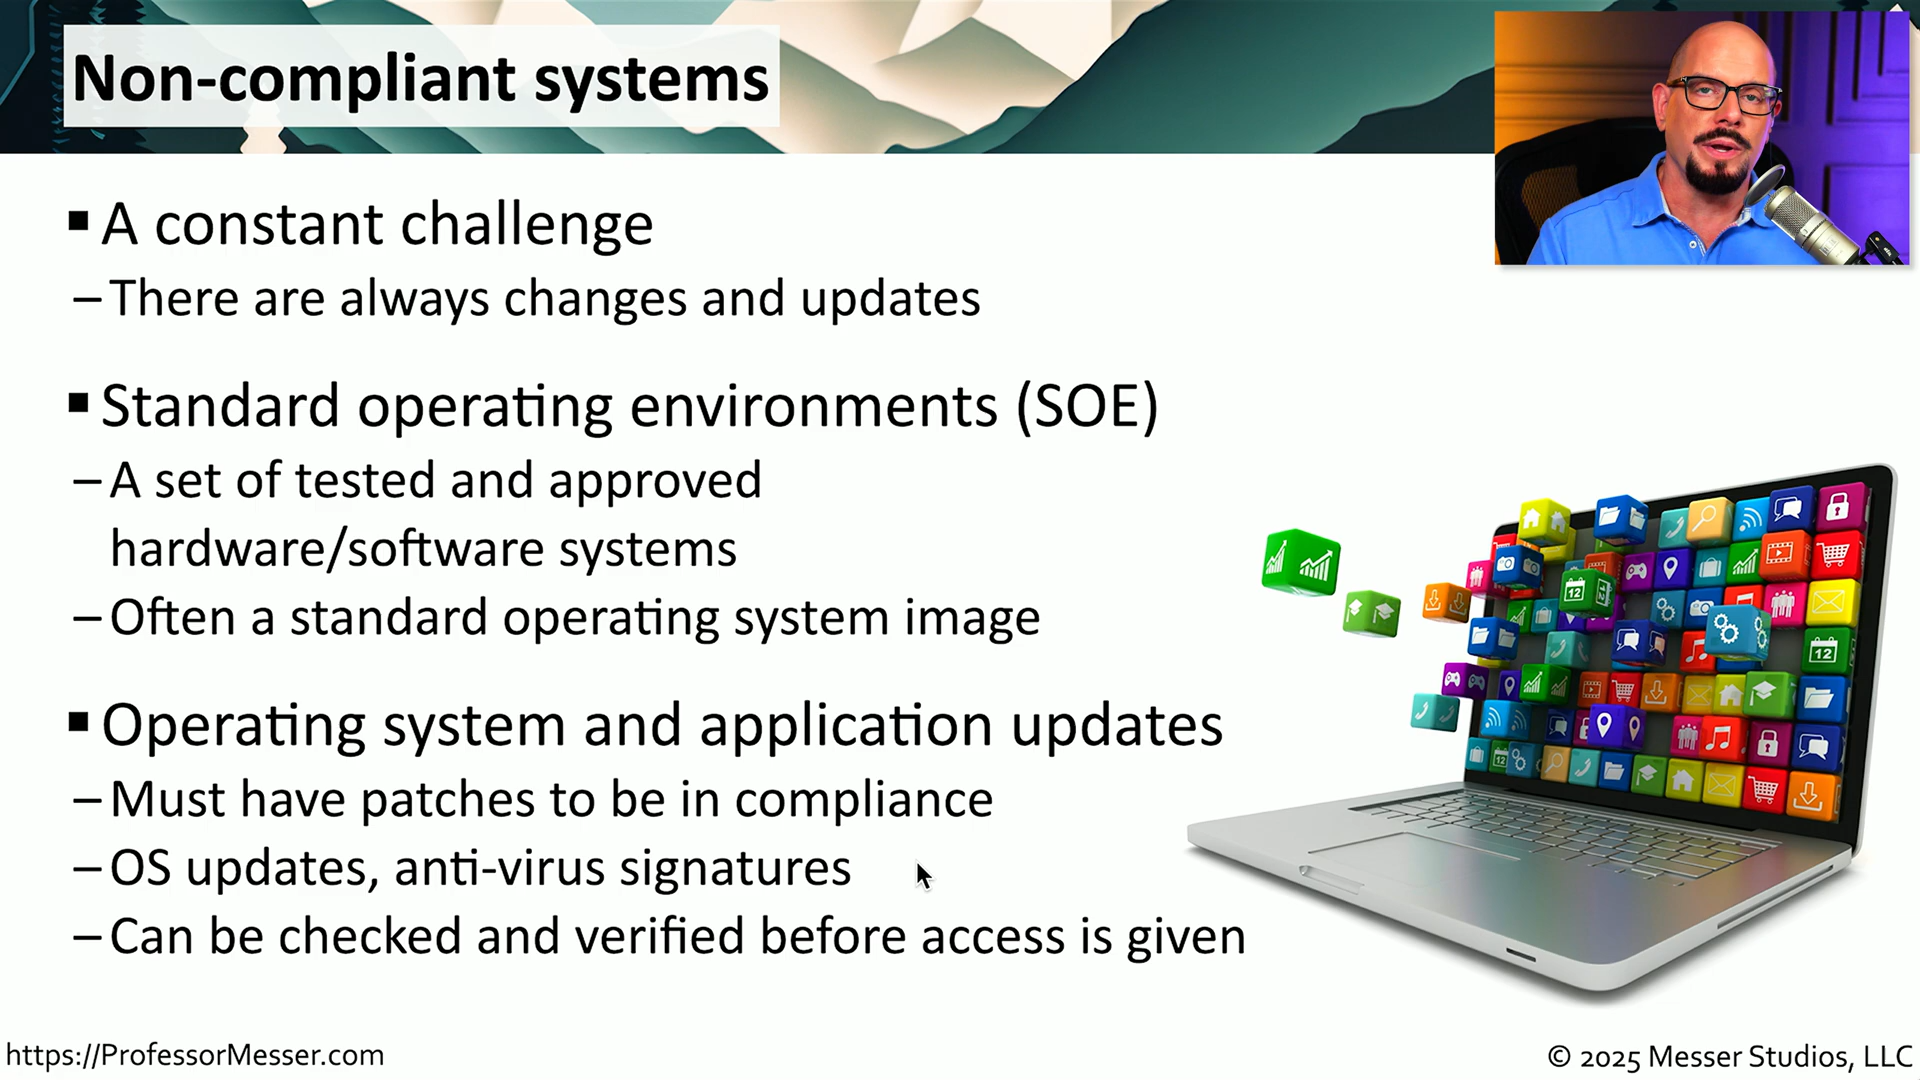 Non-compliant systems
▪ A constant challenge
– There are always changes and updates
▪ Standard operating environments (SOE)
– A set of tested and approved
hardware/software systems
– Often a standard operating system image
▪ Operating system and application updates
– Must have patches to be in compliance
– OS updates, anti-virus signatures
– Can be checked and verified before access is given
12
12
12
https://ProfessorMesser.com
© 2025 Messer Studios, LLC